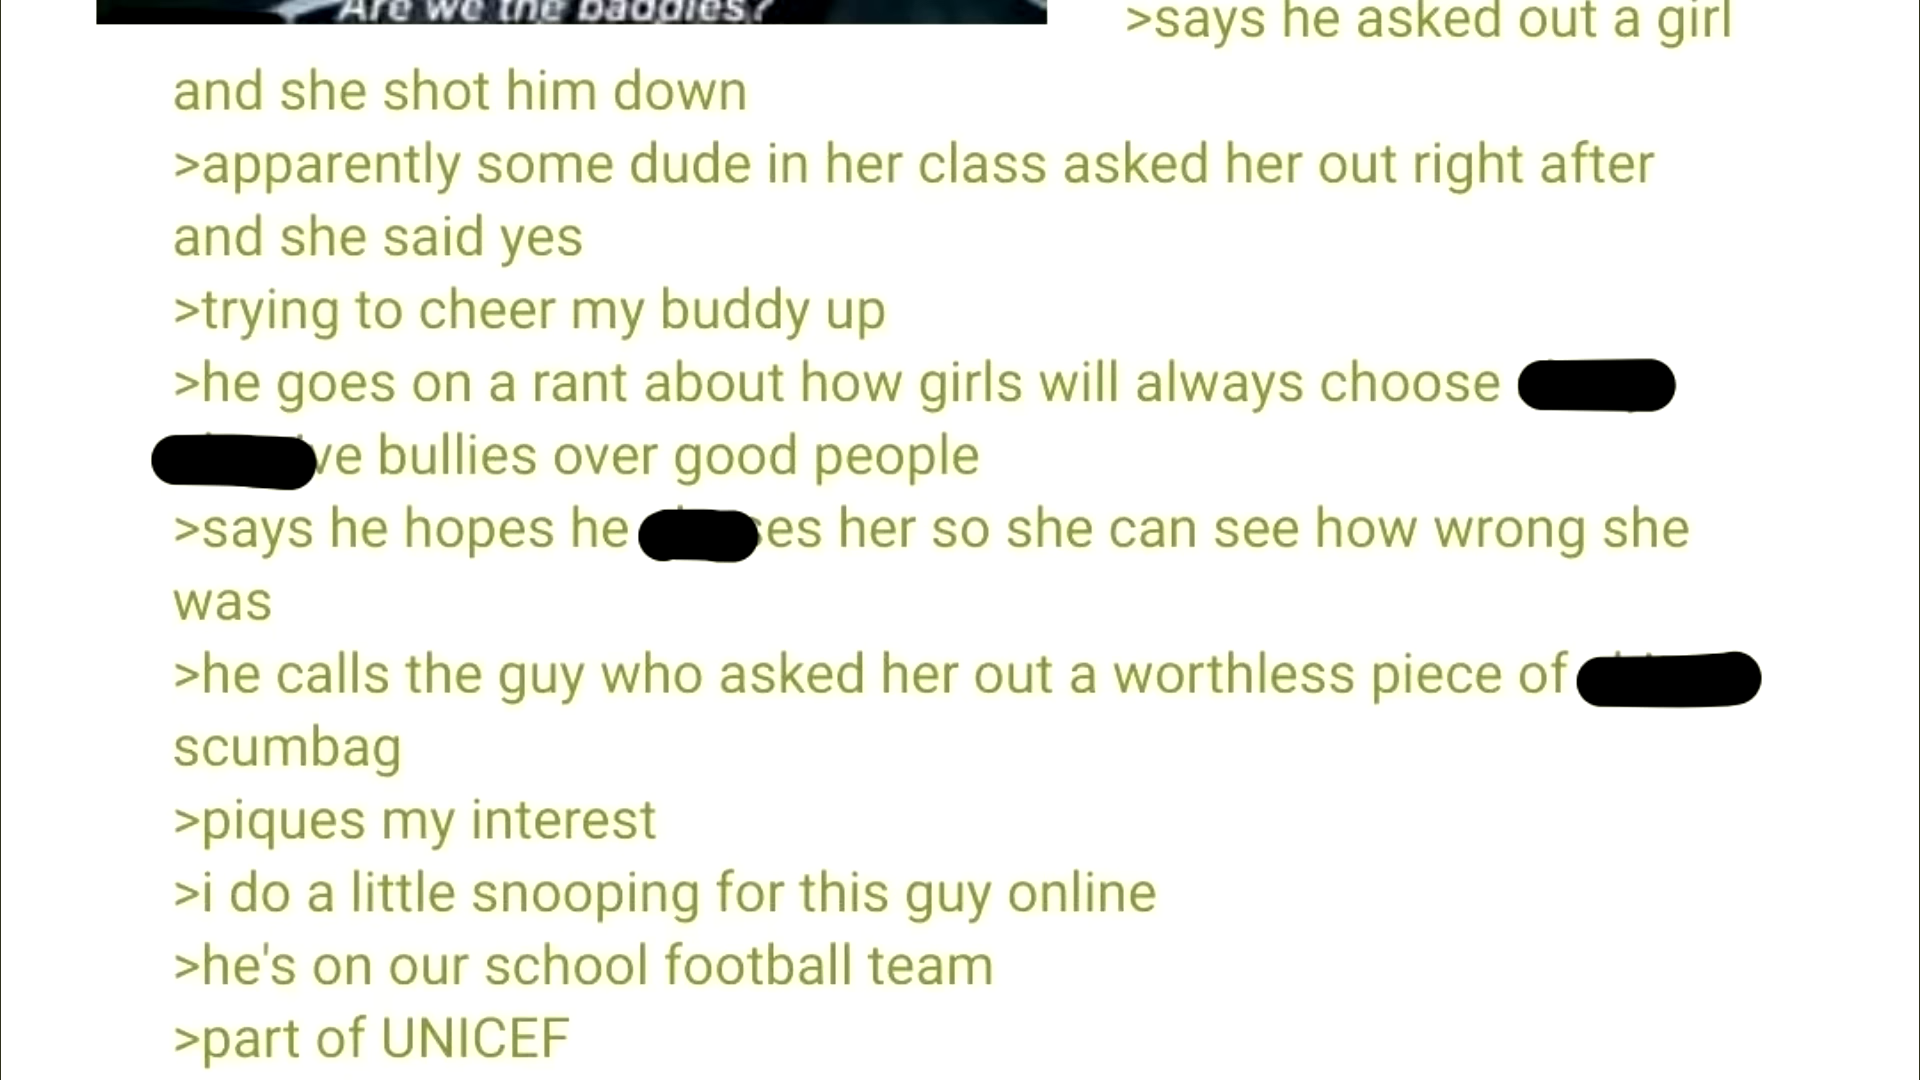 Are we the baddies?
>says he asked out a girl
and she shot him down
>apparently some dude in her class asked her out right after
and she said yes
>trying to cheer my buddy up
>he goes on a rant about how girls will always choose
bullies over good people
>says he hopes he her so she can see how wrong she
was
>he calls the guy who asked her out a worthless piece of
scumbag
>piques my interest
>i do a little snooping for this guy online
>he's on our school football team
>part of UNICEF